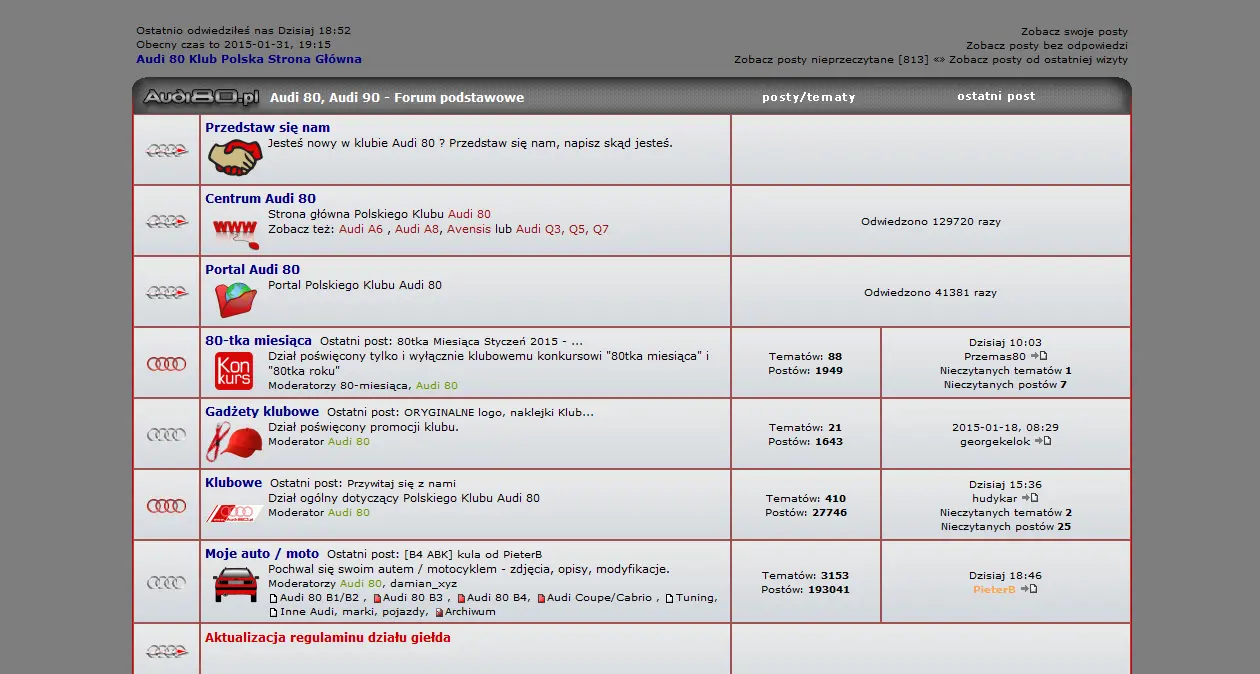 Ostatnio odwiedziłeś nas Dzisiaj 18:52
Obecny czas to 2015-01-31, 19:15
Audi 80 Klub Polska Strona Główna
Zobacz swoje posty
Zobacz posty bez odpowiedzi
Zobacz posty nieprzeczytane [813] «» Zobacz posty od ostatniej wizyty
Audi80.pl Audi 80, Audi 90 - Forum podstawowe posty/tematy ostatni post
Przedstaw się nam
Jesteś nowy w klubie Audi 80 ? Przedstaw się nam, napisz skąd jesteś.
Centrum Audi 80
www
Strona główna Polskiego Klubu Audi 80
Zobacz też: Audi A6 , Audi A8, Avensis lub Audi Q3, Q5, Q7
Odwiedzono 129720 razy
Portal Audi 80
Portal Polskiego Klubu Audi 80
Odwiedzono 41381 razy
80-tka miesiąca Ostatni post: 80tka Miesiąca Styczeń 2015 - ...
Kon
kurs
Dział poświęcony tylko i wyłącznie klubowemu konkursowi "80tka miesiąca" i
"80tka roku"
Moderatorzy 80-miesiąca, Audi 80
Tematów: 88
Postów: 1949
Dzisiaj 10:03
Przemas80
Nieczytanych tematów 1
Nieczytanych postów 7
Gadżety klubowe Ostatni post: ORYGINALNE logo, naklejki Klub...
Dział poświęcony promocji klubu.
Moderator Audi 80
Tematów: 21
Postów: 1643
2015-01-18, 08:29
georgekelok
Klubowe Ostatni post: Przywitaj się z nami
Dział ogólny dotyczący Polskiego Klubu Audi 80
Moderator Audi 80
www.Audi80.pl
Tematów: 410
Postów: 27746
Dzisiaj 15:36
hudykar
Nieczytanych tematów 2
Nieczytanych postów 25
Moje auto / moto Ostatni post: [B4 ABK] kula od PieterB
Pochwal się swoim autem / motocyklem - zdjęcia, opisy, modyfikacje.
Moderatorzy Audi 80, damian_xyz
Audi 80 B1/B2 , Audi 80 B3 , Audi 80 B4, Audi Coupe/Cabrio , Tuning,
Inne Audi, marki, pojazdy, Archiwum
Tematów: 3153
Postów: 193041
Dzisiaj 18:46
PieterB
Aktualizacja regulaminu działu giełda